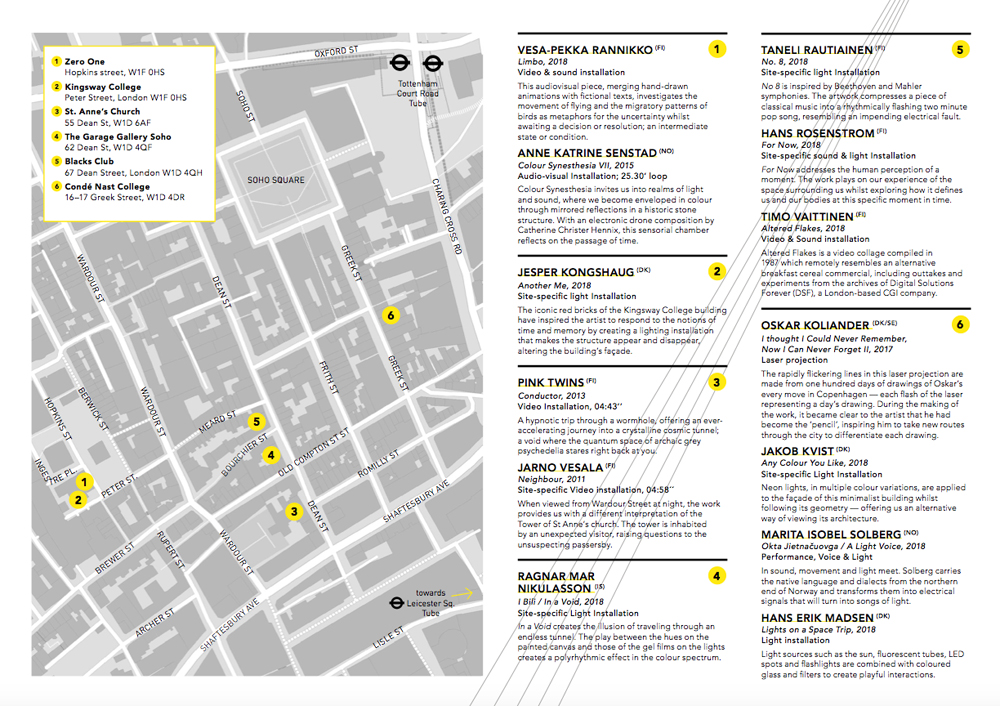 1 Zero One
Hopkins street, W1F 0HS
2 Kingsway College
Peter Street, London W1F 0HS
3 St. Anne's Church
55 Dean St, W1D 6AF
4 The Garage Gallery Soho
62 Dean St, W1D 4QF
5 Blacks Club
67 Dean Street, London W1D 4QH
6 Condé Nast College
16–17 Greek Street, W1D 4DR
OXFORD ST
Tottenham
Court Road
Tube
SOHO ST
SOHO SQUARE
CHARING CROSS RD
WARDOUR ST
DEAN ST
GREEK ST
6
FRITH ST
GREEK ST
HOPKINS ST
BERWICK ST
WARDOUR ST
MEARD ST
5
BOURCHIER ST
4
OLD COMPTON ST ST
ROMILLY ST
TRE PL.
1
2
PETER ST
3
DEAN ST
SHAFTESBURY AVE
BREWER ST
RUPERT ST
WARDOUR ST
ARCHER ST
SHAFTESBURY AVE
LISLE ST
towards
Leicester Sq.
Tube
VESA-PEKKA RANNIKKO (FI)
1
Limbo, 2018
Video & sound installation
This audiovisual piece, merging hand-drawn
animations with fictional texts, investigates the
movement of flying and the migratory patterns of
birds as metaphors for the uncertainty whilst
awaiting a decision or resolution; an intermediate
state or condition.
ANNE KATRINE SENSTAD (NO)
Colour Synesthesia VII, 2015
Audio-visual Installation; 25.30' loop
Colour Synesthesia invites us into realms of light
and sound, where we become enveloped in colour
through mirrored reflections in a historic stone
structure. With an electronic drone composition by
Catherine Christer Hennix, this sensorial chamber
reflects on the passage of time.
JESPER KONGSHAUG (DK)
2
Another Me, 2018
Site-specific light Installation
The iconic red bricks of the Kingsway College building
have inspired the artist to respond to the notions of
time and memory by creating a lighting installation
that makes the structure appear and disappear,
altering the building's façade.
PINK TWINS (FI)
3
Conductor, 2013
Video Installation, 04:43''
A hypnotic trip through a wormhole, offering an ever-
accelerating journey into a crystalline cosmic tunnel;
a void where the quantum space of archaic grey
psychedelia stares right back at you.
JARNO VESALA (FI)
Neighbour, 2011
Site-specific Video installation, 04:58''
When viewed from Wardour Street at night, the work
provides us with a different interpretation of the
Tower of St Anne's church. The tower is inhabited
by an unexpected visitor, raising questions to the
unsuspecting passersby.
RAGNAR MAR
NIKULASSON (IS)
4
I Bili / In a Void, 2018
Site-specific Light Installation
In a Void creates the illusion of traveling through an
endless tunnel. The play between the hues on the
painted canvas and those of the gel films on the lights
creates a polyrhythmic effect in the colour spectrum.
TANELI RAUTIAINEN (FI)
5
No. 8, 2018
Site-specific light Installation
No 8 is inspired by Beethoven and Mahler
symphonies. The artwork compresses a piece of
classical music into a rhythmically flashing two minute
pop song, resembling an impending electrical fault.
HANS ROSENSTROM (FI)
For Now, 2018
Site-specific sound & light Installation
For Now addresses the human perception of a
moment. The work plays on our experience of the
space surrounding us whilst exploring how it defines
us and our bodies at this specific moment in time.
TIMO VAITTINEN (FI)
Altered Flakes, 2018
Video & Sound installation
Altered Flakes is a video collage compiled in
1987 which remotely resembles an alternative
breakfast cereal commercial, including outtakes and
experiments from the archives of Digital Solutions
Forever (DSF), a London-based CGI company.
OSKAR KOLIANDER (DK/SE)
6
I thought I Could Never Remember,
Now I Can Never Forget II, 2017
Laser projection
The rapidly flickering lines in this laser projection are
made from one hundred days of drawings of Oskar's
every move in Copenhagen — each flash of the laser
representing a day's drawing. During the making of
the work, it became clear to the artist that he had
become the 'pencil', inspiring him to take new routes
through the city to differentiate each drawing.
JAKOB KVIST (DK)
Any Colour You Like, 2018
Site-specific Light Installation
Neon lights, in multiple colour variations, are applied
to the façade of this minimalist building whilst
following its geometry — offering us an alternative
way of viewing its architecture.
MARITA ISOBEL SOLBERG (NO)
Okta Jietnačuovga / A Light Voice, 2018
Performance, Voice & Light
In sound, movement and light meet. Solberg carries
the native language and dialects from the northern
end of Norway and transforms them into electrical
signals that will turn into songs of light.
HANS ERIK MADSEN (DK)
Lights on a Space Trip, 2018
Light installation
Light sources such as the sun, fluorescent tubes, LED
spots and flashlights are combined with coloured
glass and filters to create playful interactions.